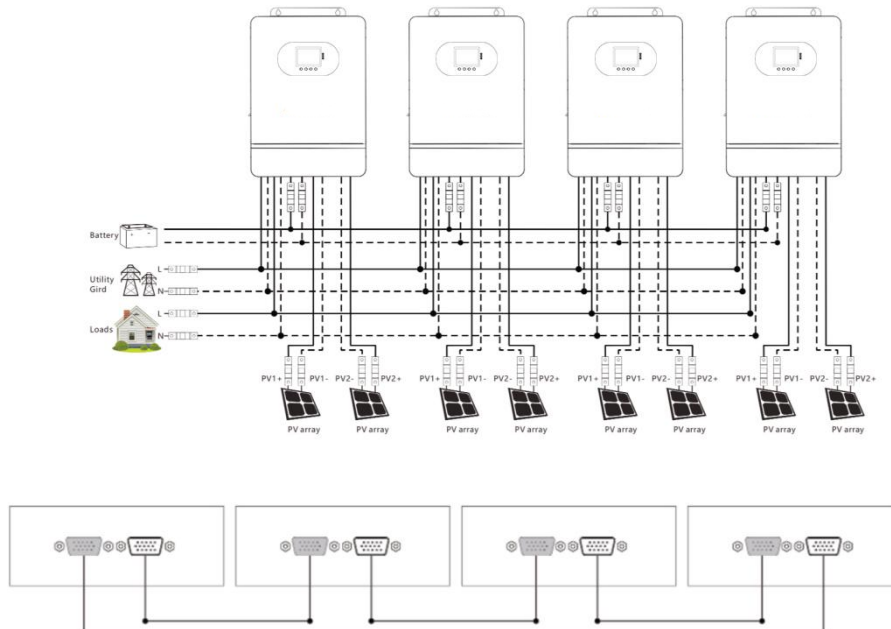 Battery
L
Utility
Gird
N
L
Loads
N
PV1+ PV1- PV2- PV2+ PV1+ PV1- PV2- PV2+ PV1+ PV1- PV2- PV2+ PV1+ PV1- PV2- PV2+
PV array PV array PV array PV array PV array PV array PV array PV array